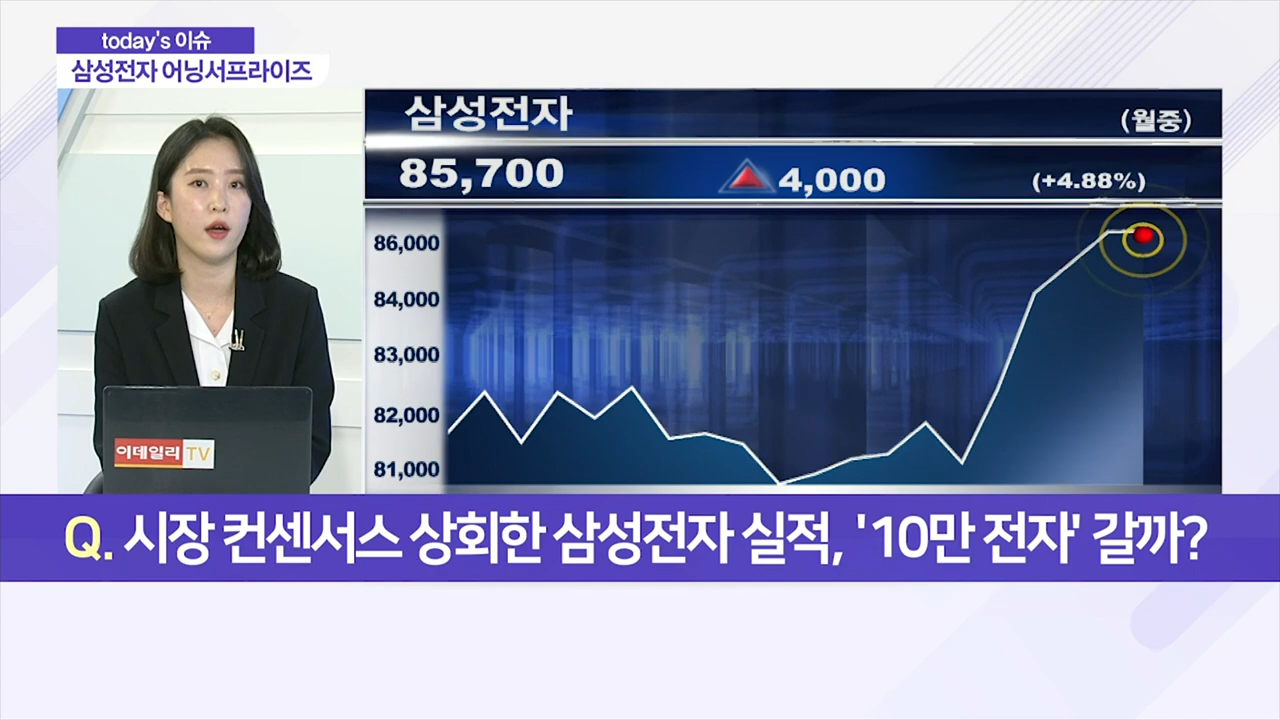 today's 이슈
삼성전자 어닝서프라이즈
삼성전자 (월중)
85,700 4,000 (+4.88%)
86,000
84,000
83,000
82,000
81,000
이데일리 TV
Q. 시장 컨센서스 상회한 삼성전자 실적, '10만 전자' 갈까?